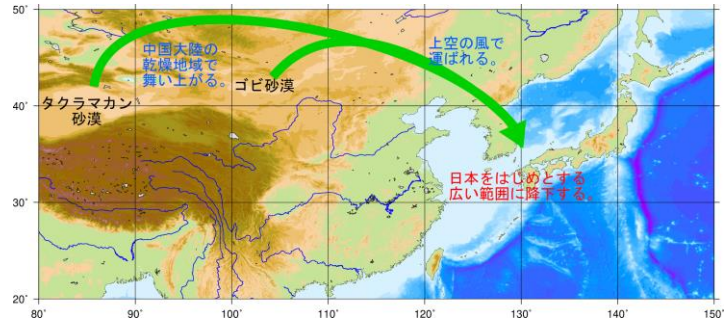 50°
40°
30°
20°
80°
90°
100°
110°
120°
130°
140°
150°
中国大陸の
乾燥地域で
舞い上がる。
上空の風で
運ばれる。
タクラマカン
砂漠
ゴビ砂漠
日本をはじめとする
広い範囲に降下する。